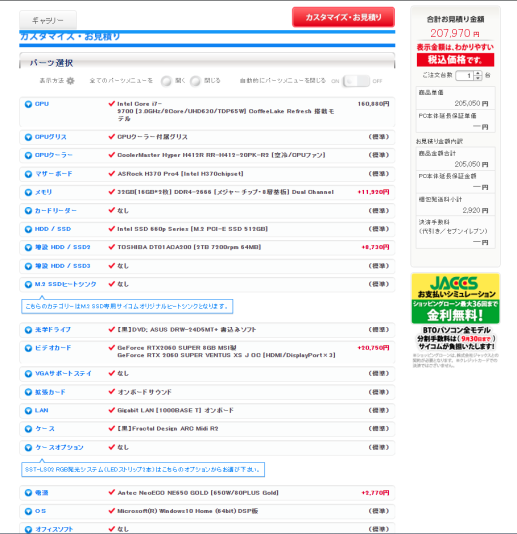 ギャラリー
カスタマイズ・お見積り
カスタマイズ・お見積り
パーツ選択
表示方法
全てのパーツメニューを 開く 閉じる
自動的にパーツメニューを閉じる ON OFF
CPU
Intel Core i7-9700 [3.0GHz/8Core/UHD630/TDP65W] CoffeeLake Refresh 搭載モデル
160,880円
CPUグリス CPUクーラー付属グリス (標準)
CPUクーラー CoolerMaster Hyper H412R RR-H412-20PK-R2 [空冷/CPUファン] (標準)
マザーボード ASRock H370 Pro4 [Intel H370chipset] (標準)
メモリ 32GB[16GB*2枚] DDR4-2666 [メジャーチップ・8層基板] Dual Channel +11,920円
カードリーダー なし (標準)
HDD / SSD Intel SSD 660p Series [M.2 PCI-E SSD 512GB] (標準)
増設 HDD / SSD2 TOSHIBA DT01ACA200 [2TB 7200rpm 64MB] +8,730円
増設 HDD / SSD3 なし (標準)
M.2 SSDヒートシンク なし (標準)
こちらのカテゴリーはM.2 SSD専用サイコムオリジナルヒートシンクとなります。
光学ドライブ 【黒】DVD; ASUS DRW-24D5MT+ 書込みソフト (標準)
ビデオカード GeForce RTX2060 SUPER 8GB MSI製
GeForce RTX 2060 SUPER VENTUS XS J OC [HDMI/DisplayPort×3]
+20,750円
VGAサポートステイ なし (標準)
拡張カード オンボードサウンド (標準)
LAN Gigabit LAN [1000BASE T] オンボード (標準)
ケース 【黒】Fractal Design ARC Midi R2 (標準)
ケースオプション なし (標準)
SST-LS02 RGB発光システム(LEDストリップ2本)はこちらのオプションからお選び下さい。
電源 Antec NeoECO NE650 GOLD [650W/80PLUS Gold] +2,770円
OS Microsoft(R) Windows10 Home (64bit) DSP版 (標準)
オフィスソフト なし (標準)
合計お見積り金額
207,970 円
表示金額は、わかりやすい
税込価格です。
ご注文台数 1 台
商品単価
205,050 円
PC本体延長保証単価
―円
お見積り金額内訳
商品金額合計
205,050 円
PC本体延長保証金額
―円
梱包発送料小計
2,920 円
決済手数料
(代引き／セブンイレブン)
―円
JACCS
お支払いシミュレーション
ショッピングローン最大36回まで
金利無料!
BTOパソコン全モデル
分割手数料は(9月30日まで)
サイコムが負担いたします!